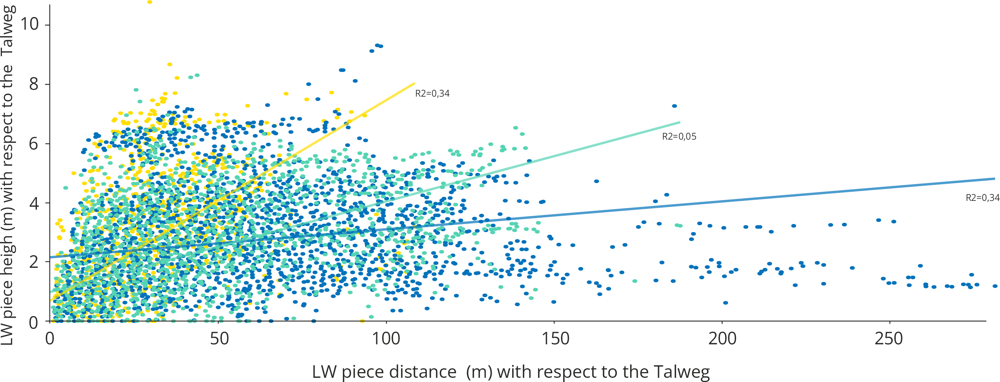 LW piece heigh (m) with respect to the Talweg
10
8
R2=0,34
6
R2=0,05
4
R2=0,34
2
0
0 50 100 150 200 250
LW piece distance (m) with respect to the Talweg